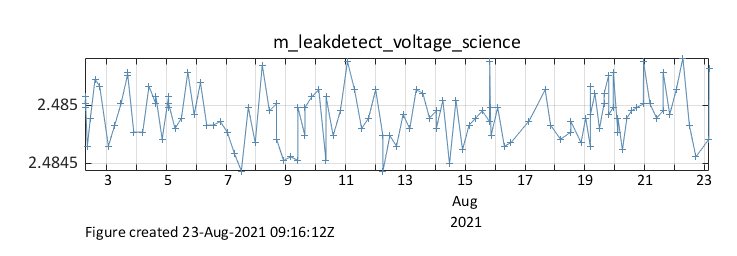 m_leakdetect_voltage_science
2.485
2.4845
3 5 7 9 11 13 15 17 19 21 23
Aug
2021
Figure created 23-Aug-2021 09:16:12Z